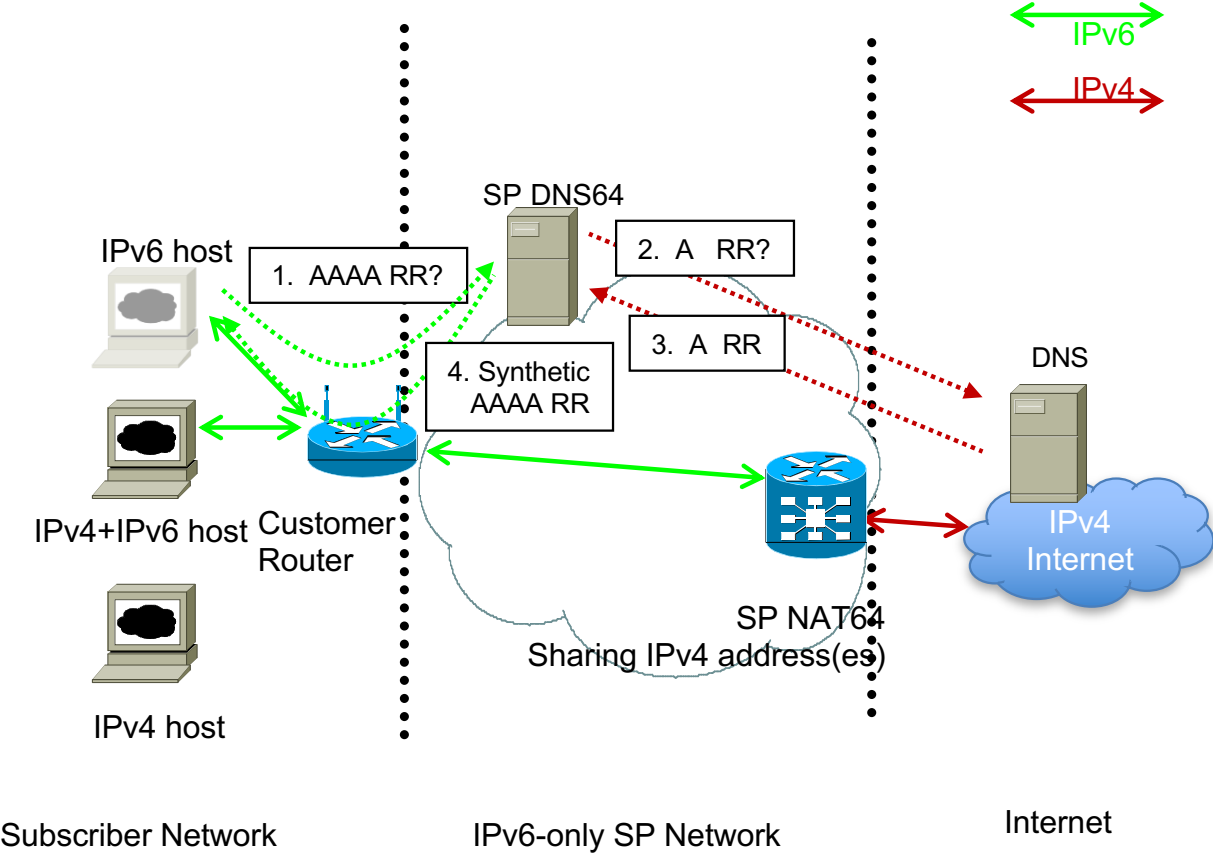 IPv6
IPv4
SP DNS64
IPv6 host
1. AAAA RR?
2. A RR?
3. A RR
4. Synthetic
AAAA RR
DNS
IPv4+IPv6 host
Customer
Router
IPv4
Internet
SP NAT64
Sharing IPv4 address(es)
IPv4 host
Subscriber Network
IPv6-only SP Network
Internet